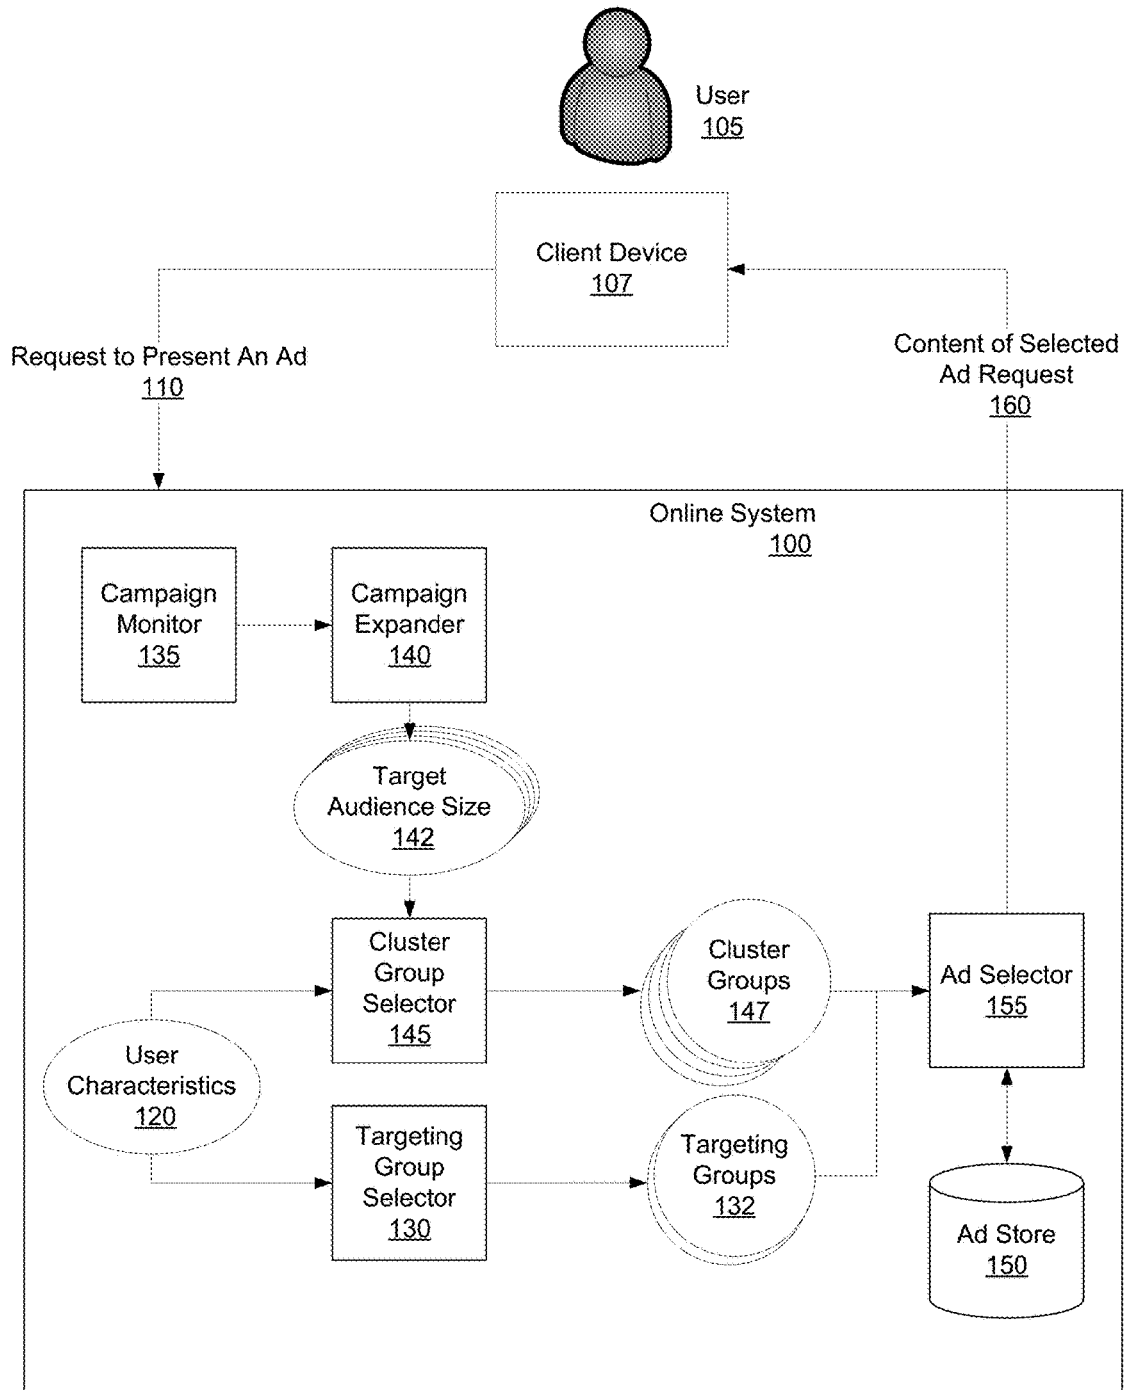 User
105
Client Device
107
Request to Present An Ad
110
Content of Selected
Ad Request
160
Online System
100
Campaign
Monitor
135
Campaign
Expander
140
Target
Audience Size
142
Cluster
Group
Selector
145
Cluster
Groups
147
Ad Selector
155
User
Characteristics
120
Targeting
Group
Selector
130
Targeting
Groups
132
Ad Store
150